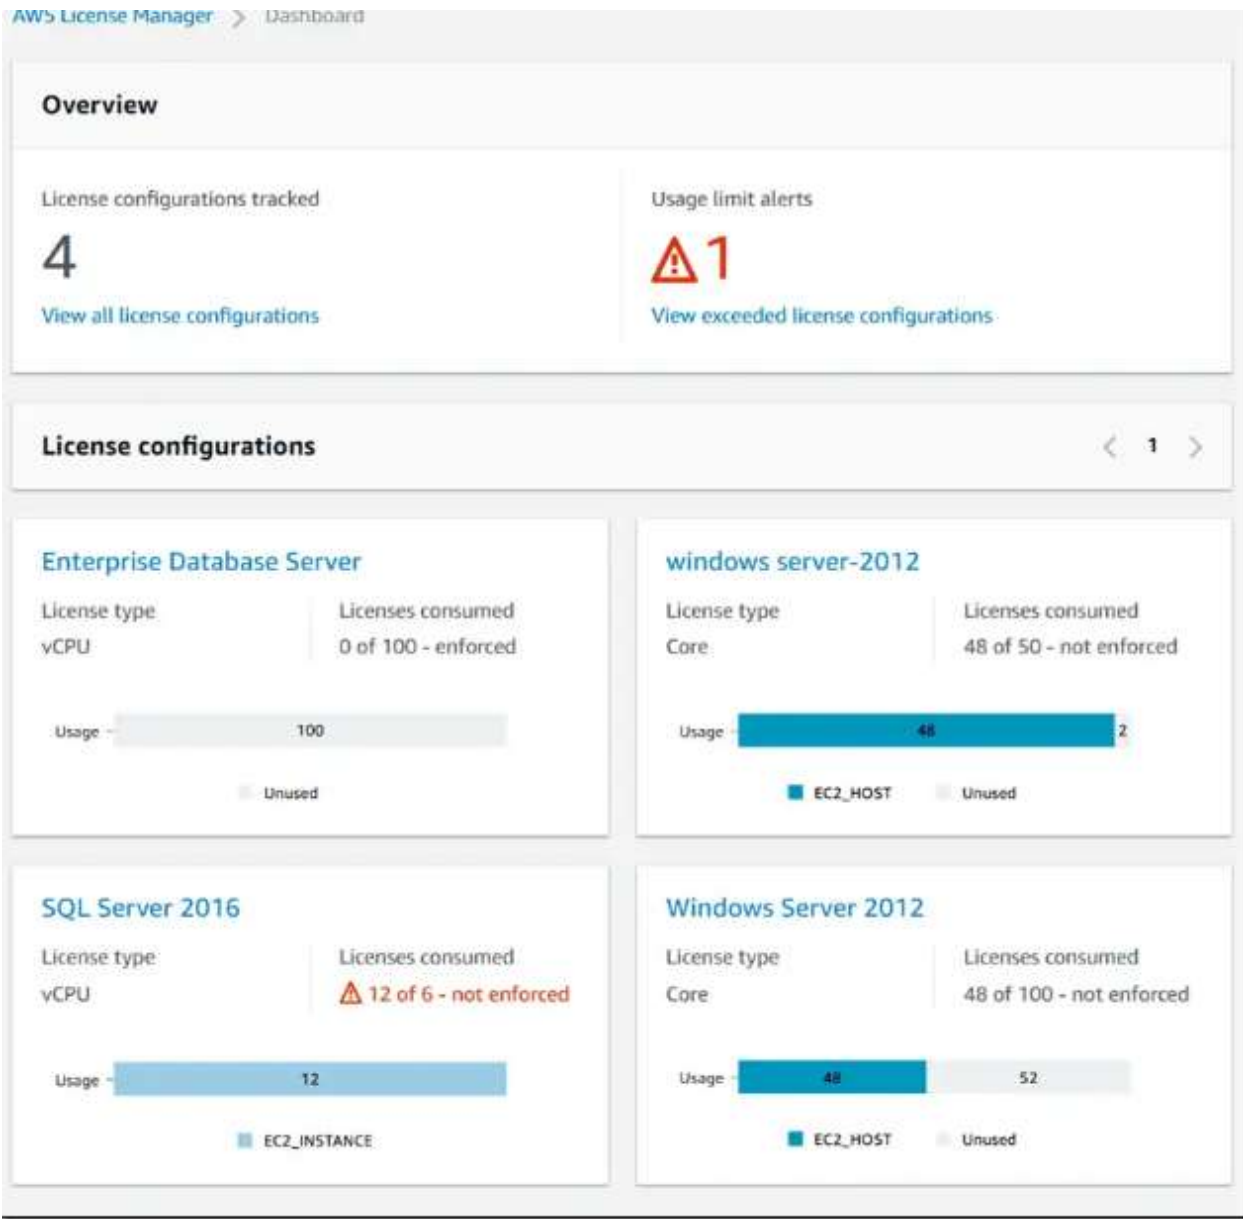 AWS License Manager > Dashboard
Overview
License configurations tracked
4
View all license configurations
Usage limit alerts
1
View exceeded license configurations
License configurations
< 1 >
Enterprise Database Server
License type
vCPU
Licenses consumed
0 of 100 - enforced
Usage
100
Unused
windows server-2012
License type
Core
Licenses consumed
48 of 50 - not enforced
Usage
48
2
EC2_HOST
Unused
SQL Server 2016
License type
vCPU
Licenses consumed
12 of 6 - not enforced
Usage
12
EC2_INSTANCE
Windows Server 2012
License type
Core
Licenses consumed
48 of 100 - not enforced
Usage
48
52
EC2_HOST
Unused